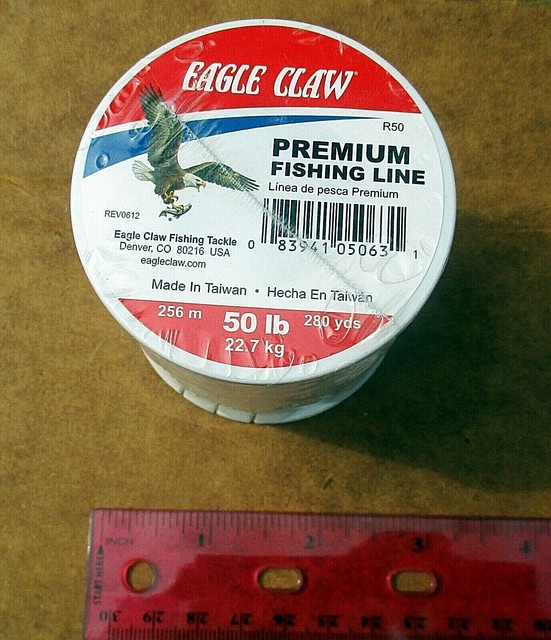 EAGLE CLAW
R50
PREMIUM
FISHING LINE
Línea de pesca Premium
REV0612
0 83941 05063 1
Eagle Claw Fishing Tackle
Denver, CO 80216 USA
eagleclaw.com
Made In Taiwan • Hecha En Taiwan
256 m 50 lb 280 yds
22.7 kg
INCH 1 2 3 4
START HERE
30 29 28 27 26 25 24 23 22